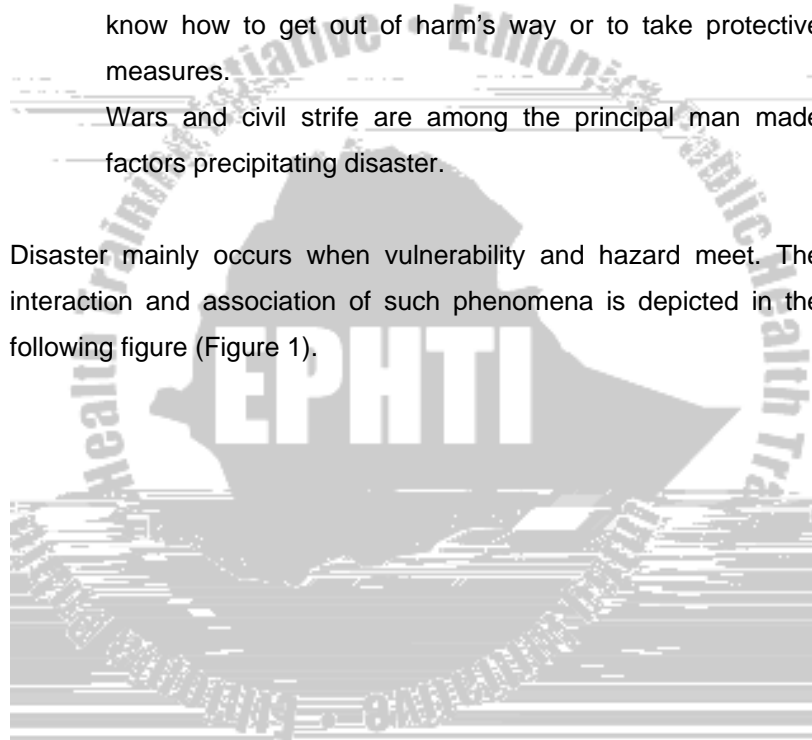 know how to get out of harm’s way or to take protective
measures.
Wars and civil strife are among the principal man made
factors precipitating disaster.
Disaster mainly occurs when vulnerability and hazard meet. The
interaction and association of such phenomena is depicted in the
following figure (Figure 1).
EPHTI